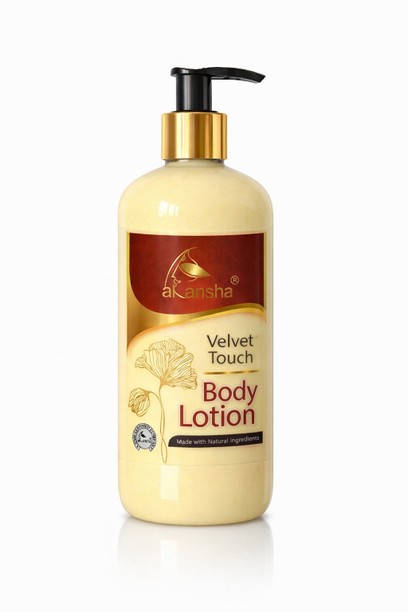 aKansha®
Velvet
Touch
Body
Lotion
Made with Natural Ingredients